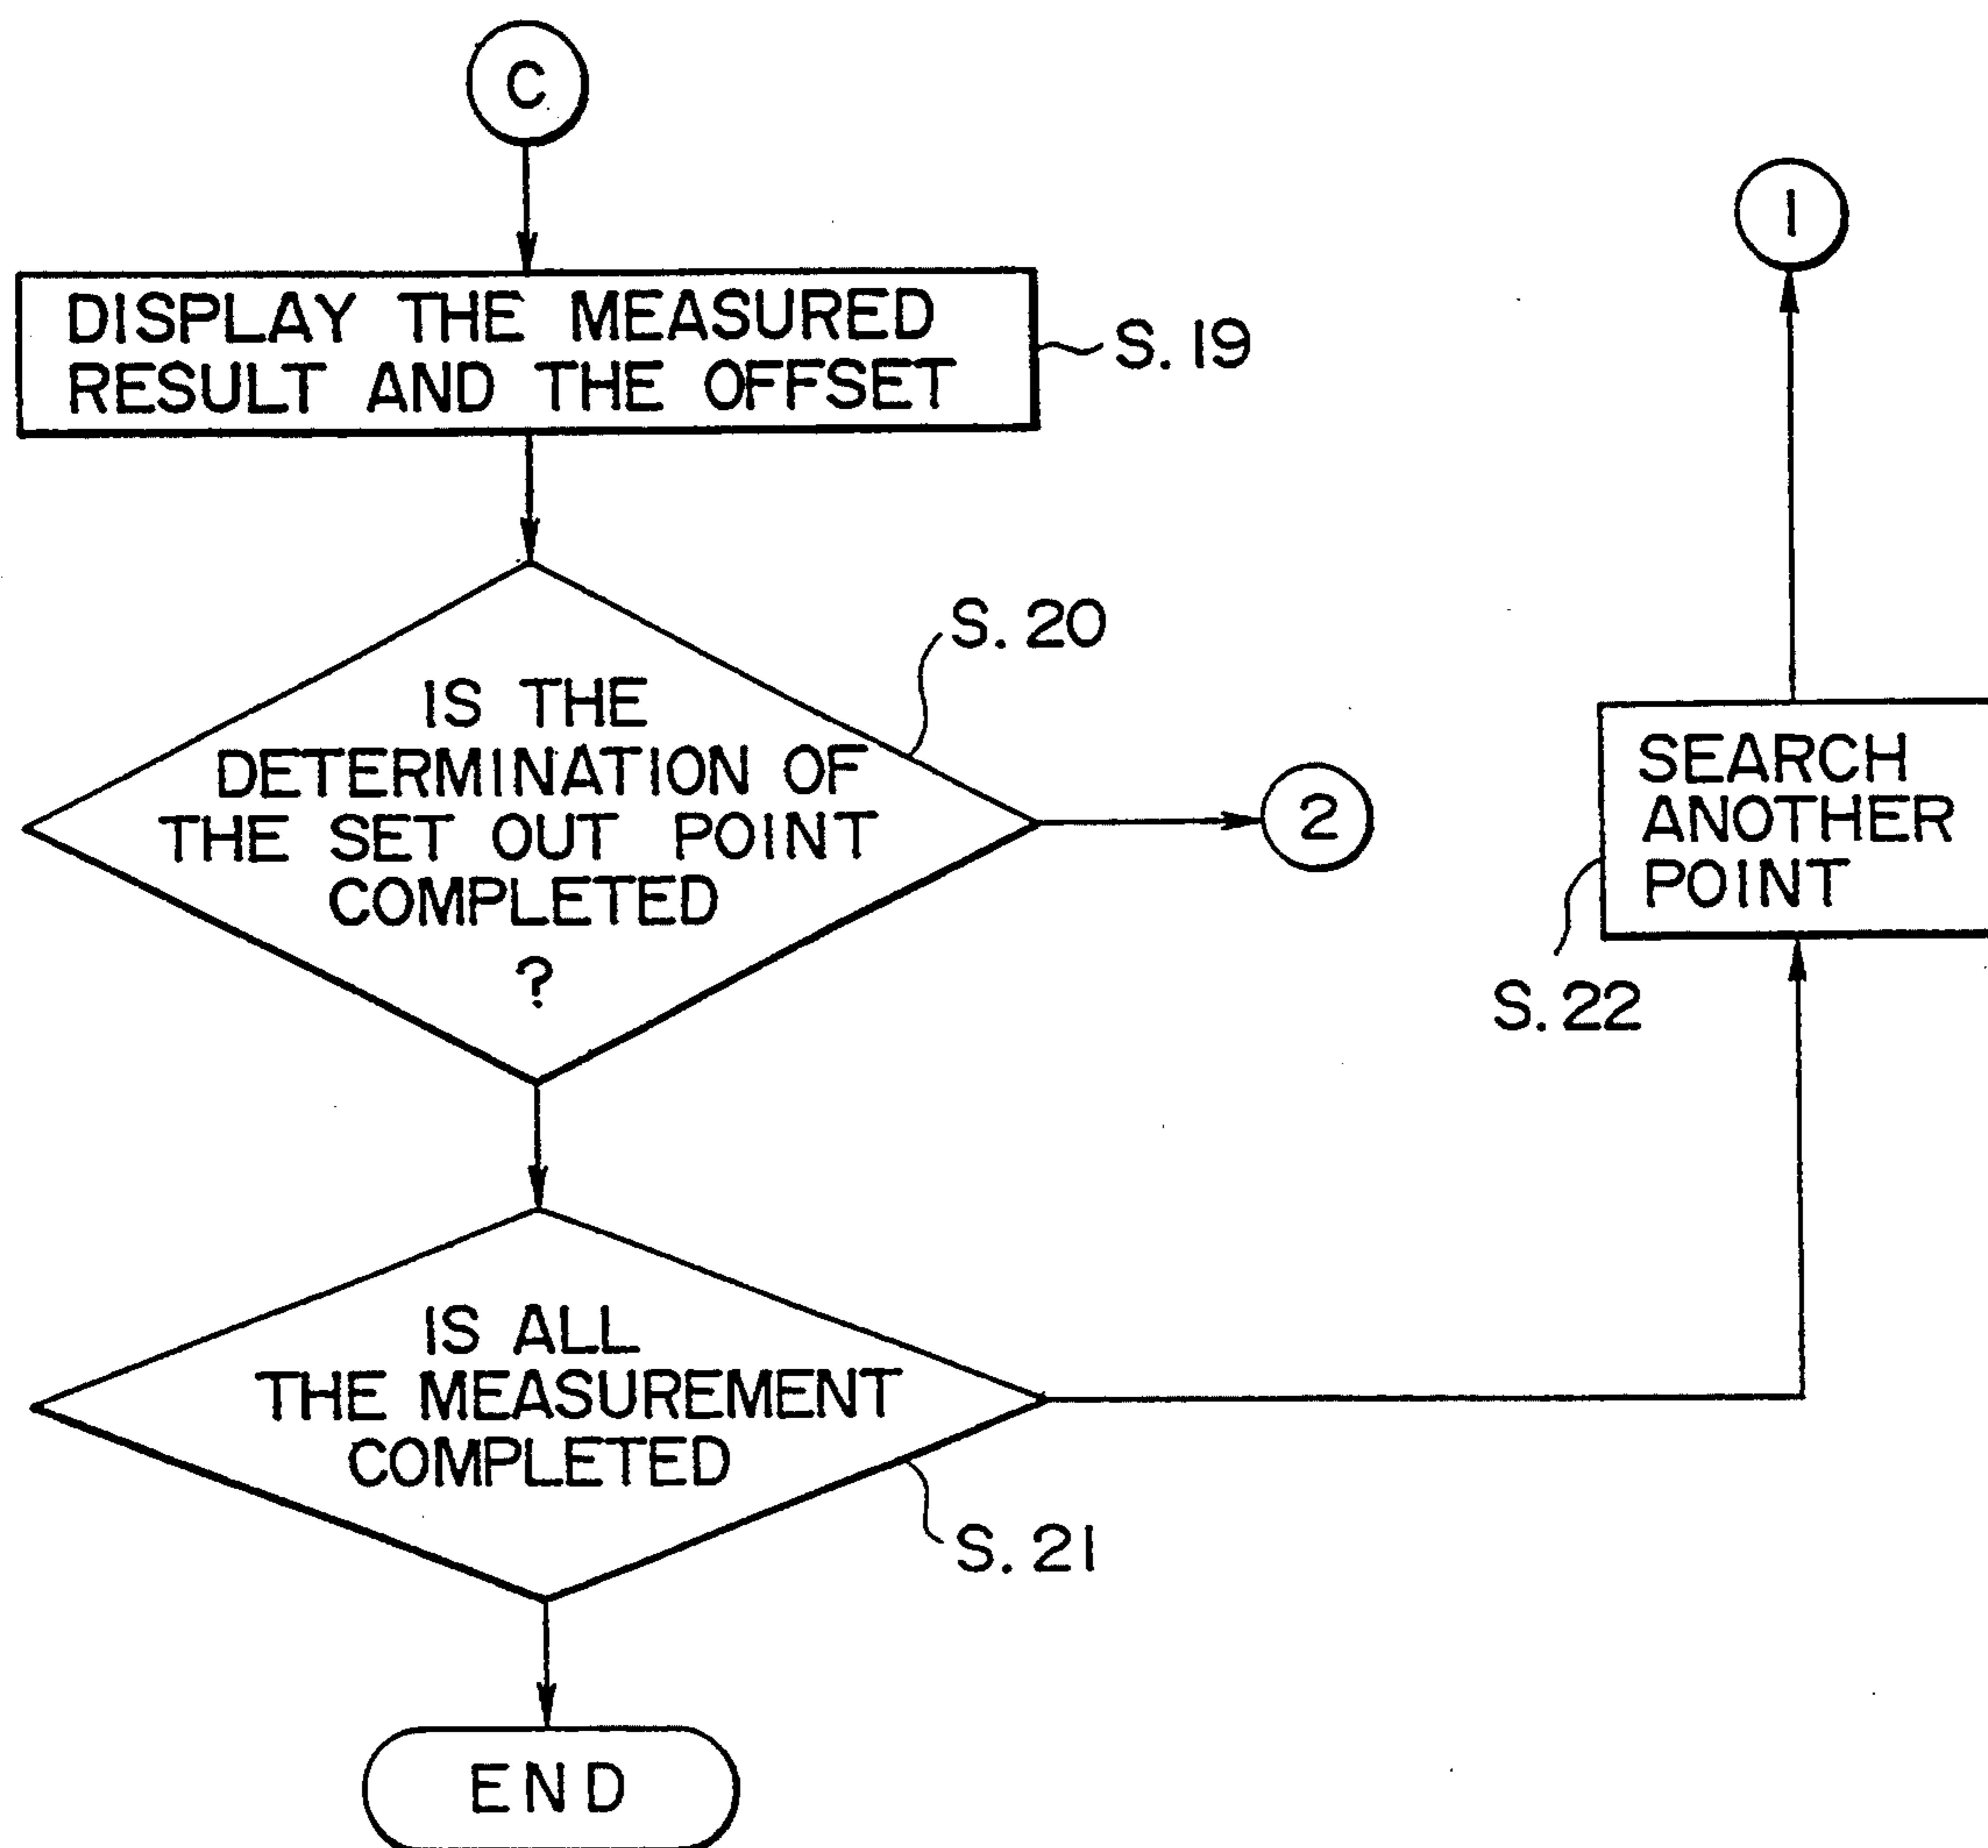 C
DISPLAY THE MEASURED
RESULT AND THE OFFSET
S.19
IS THE
DETERMINATION OF
THE SET OUT POINT
COMPLETED
?
S.20
2
IS ALL
THE MEASUREMENT
COMPLETED
S.21
END
1
SEARCH
ANOTHER
POINT
S.22